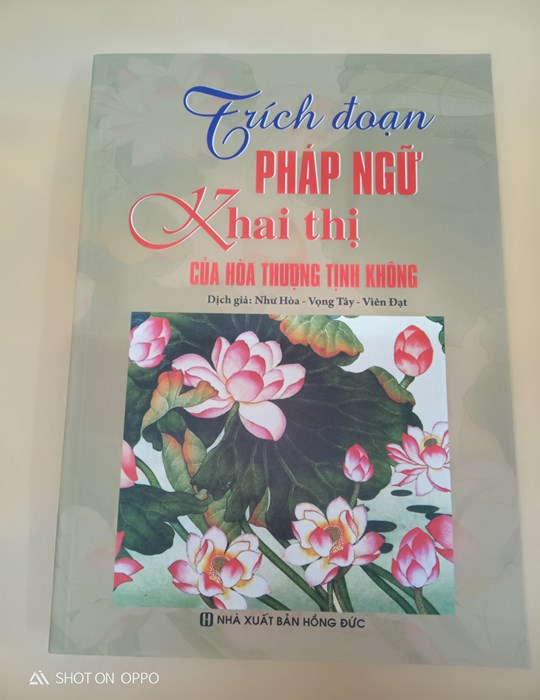 Trích đoạn
PHÁP NGỮ
Khai thị
CỦA HÒA THƯỢNG TỊNH KHÔNG
Dịch giả: Như Hòa - Vọng Tây - Viên Đạt
NHÀ XUẤT BẢN HỒNG ĐỨC
SHOT ON OPPO